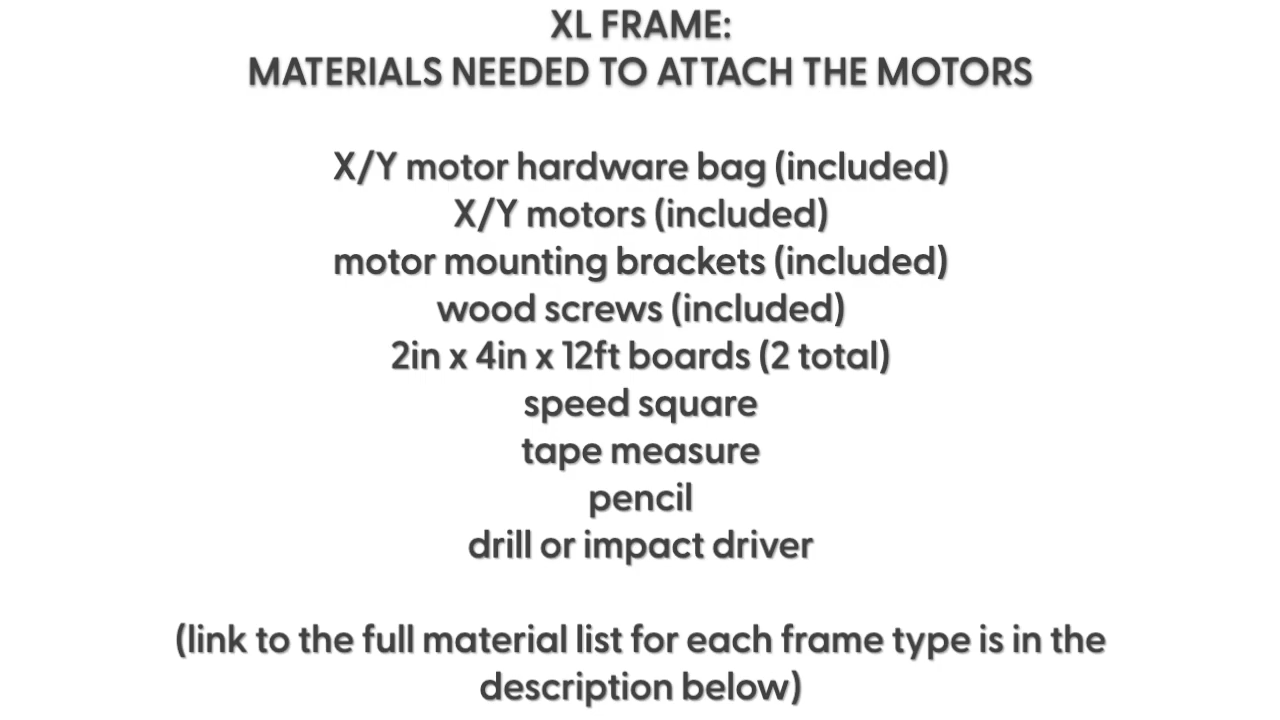 XL FRAME:
MATERIALS NEEDED TO ATTACH THE MOTORS
X/Y motor hardware bag (included)
X/Y motors (included)
motor mounting brackets (included)
wood screws (included)
2in x 4in x 12ft boards (2 total)
speed square
tape measure
pencil
drill or impact driver
(link to the full material list for each frame type is in the
description below)